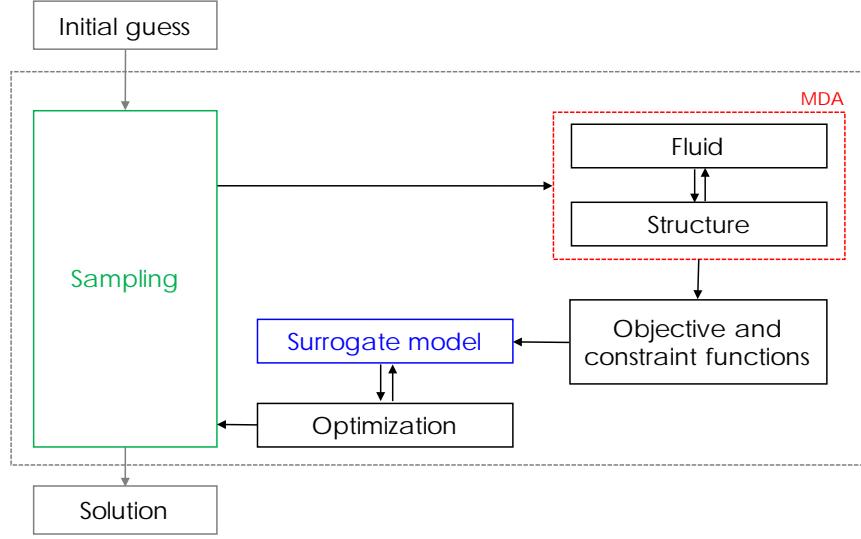 Initial guess
MDA
Fluid
Structure
Sampling
Objective and
constraint functions
Surrogate model
Optimization
Solution